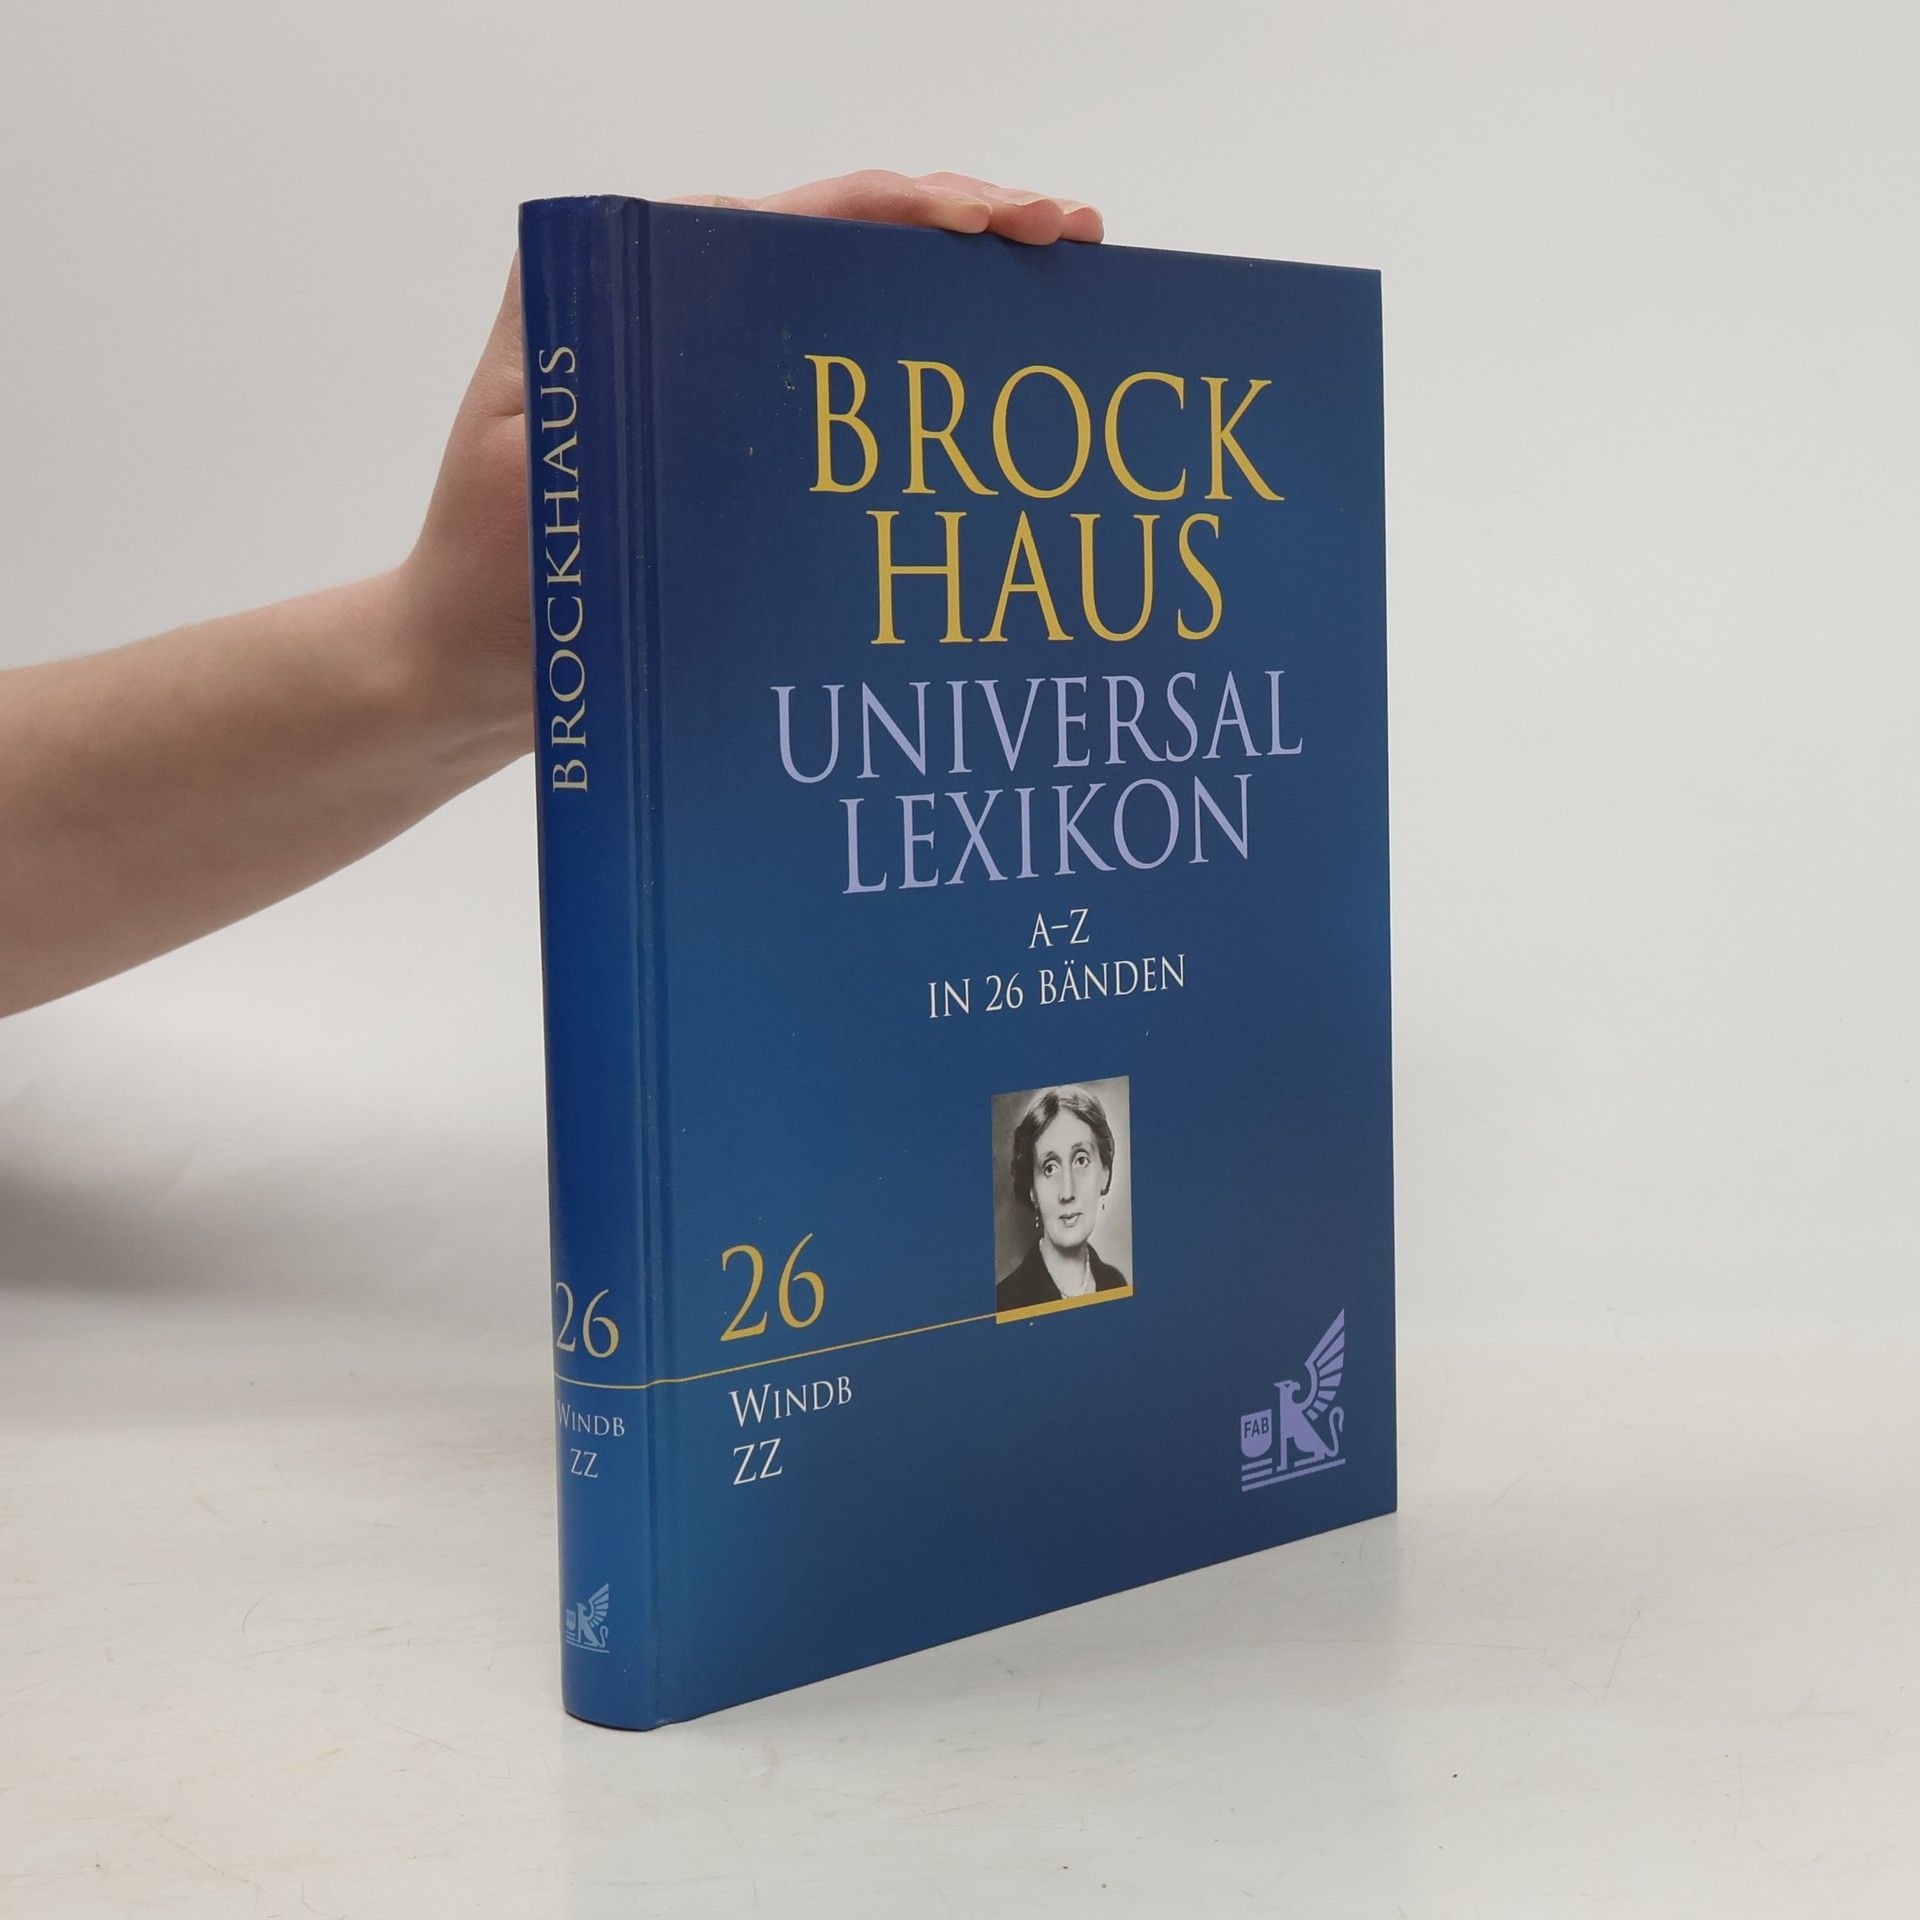 BROCKHAUS
26
WINDB
ZZ
BROCK
HAUS
UNIVERSAL
LEXIKON
A–Z
IN 26 BÄNDEN
26
WINDB
ZZ
FAB